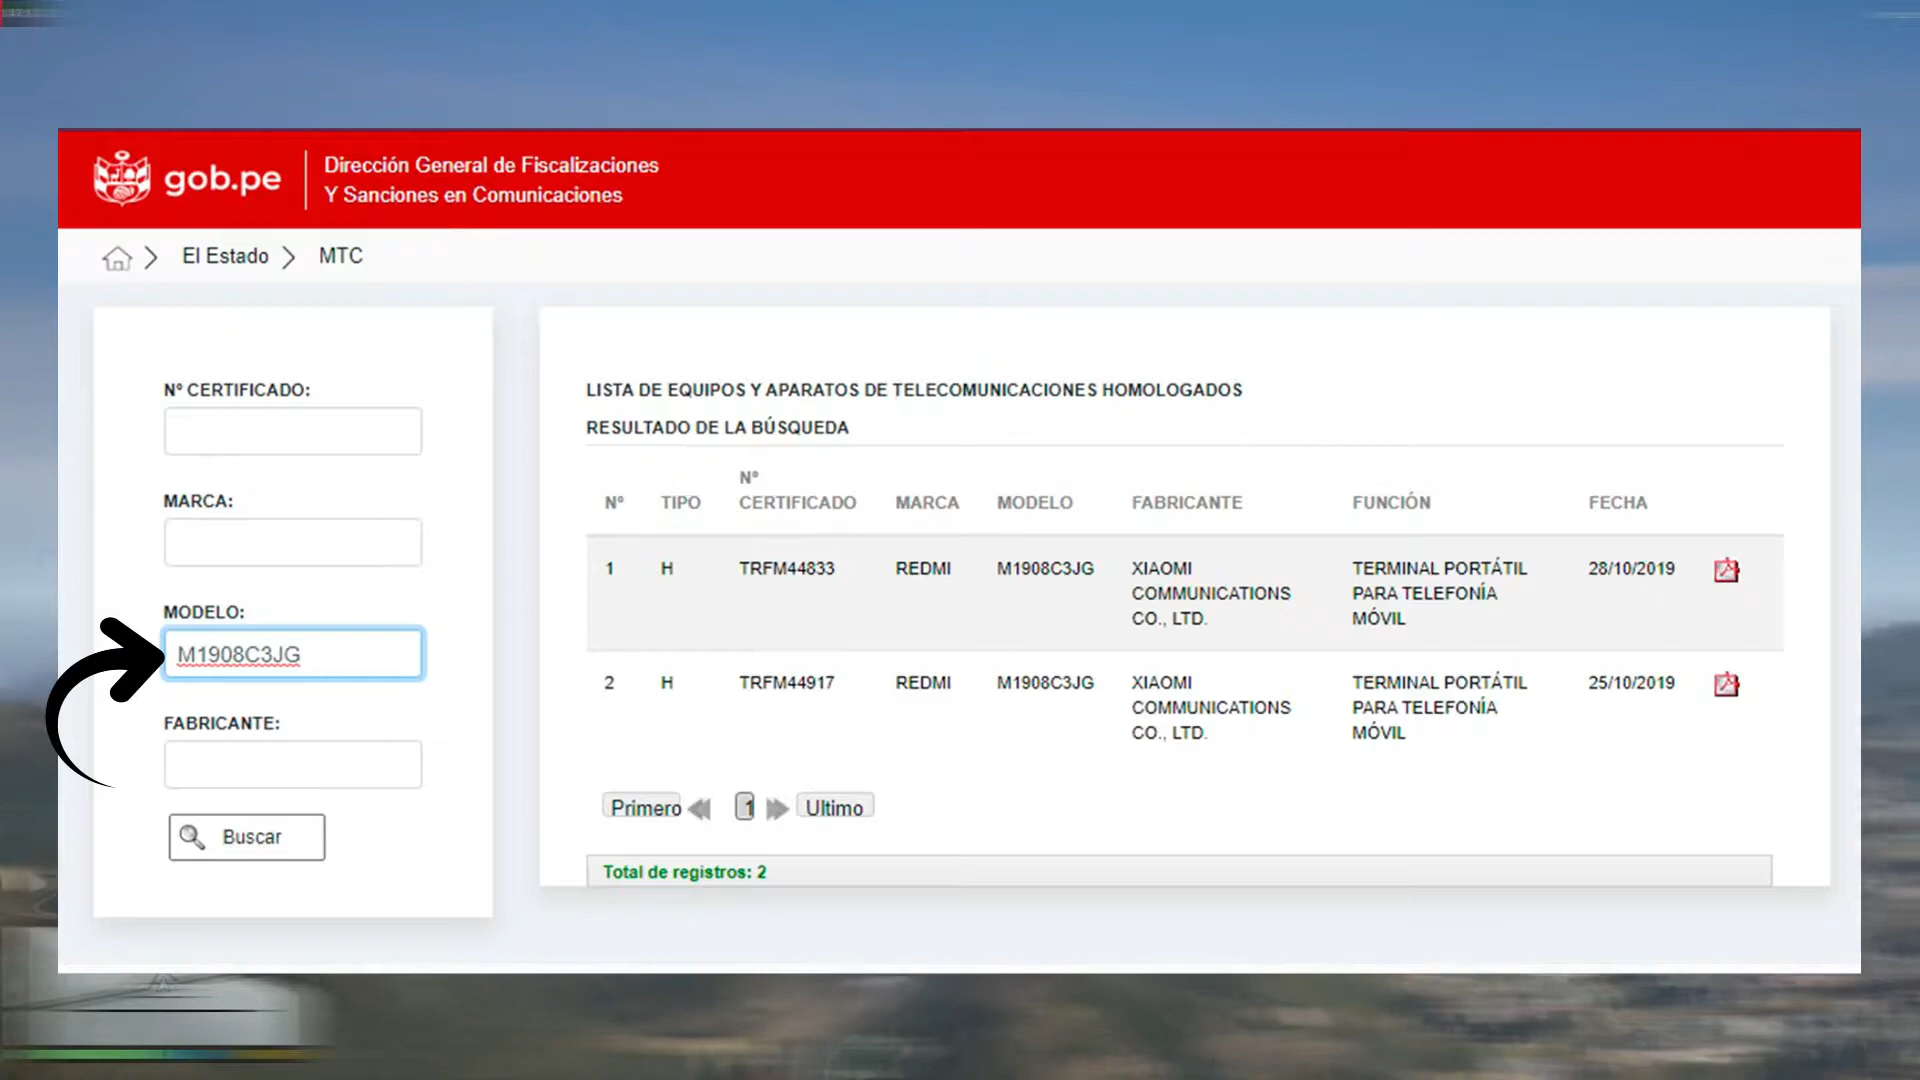 gob.pe
Dirección General de Fiscalizaciones
Y Sanciones en Comunicaciones
El Estado
MTC
Nº CERTIFICADO:
MARCA:
MODELO:
M1908C3JG
FABRICANTE:
Buscar
LISTA DE EQUIPOS Y APARATOS DE TELECOMUNICACIONES HOMOLOGADOS
RESULTADO DE LA BÚSQUEDA
Nº TIPO Nº CERTIFICADO MARCA MODELO FABRICANTE FUNCIÓN FECHA
1 H TRFM44833 REDMI M1908C3JG XIAOMI TERMINAL PORTÁTIL 28/10/2019
COMMUNICATIONS PARA TELEFONÍA
CO., LTD. MÓVIL
2 H TRFM44917 REDMI M1908C3JG XIAOMI TERMINAL PORTÁTIL 25/10/2019
COMMUNICATIONS PARA TELEFONÍA
CO., LTD. MÓVIL
Primero 1 Ultimo
Total de registros: 2